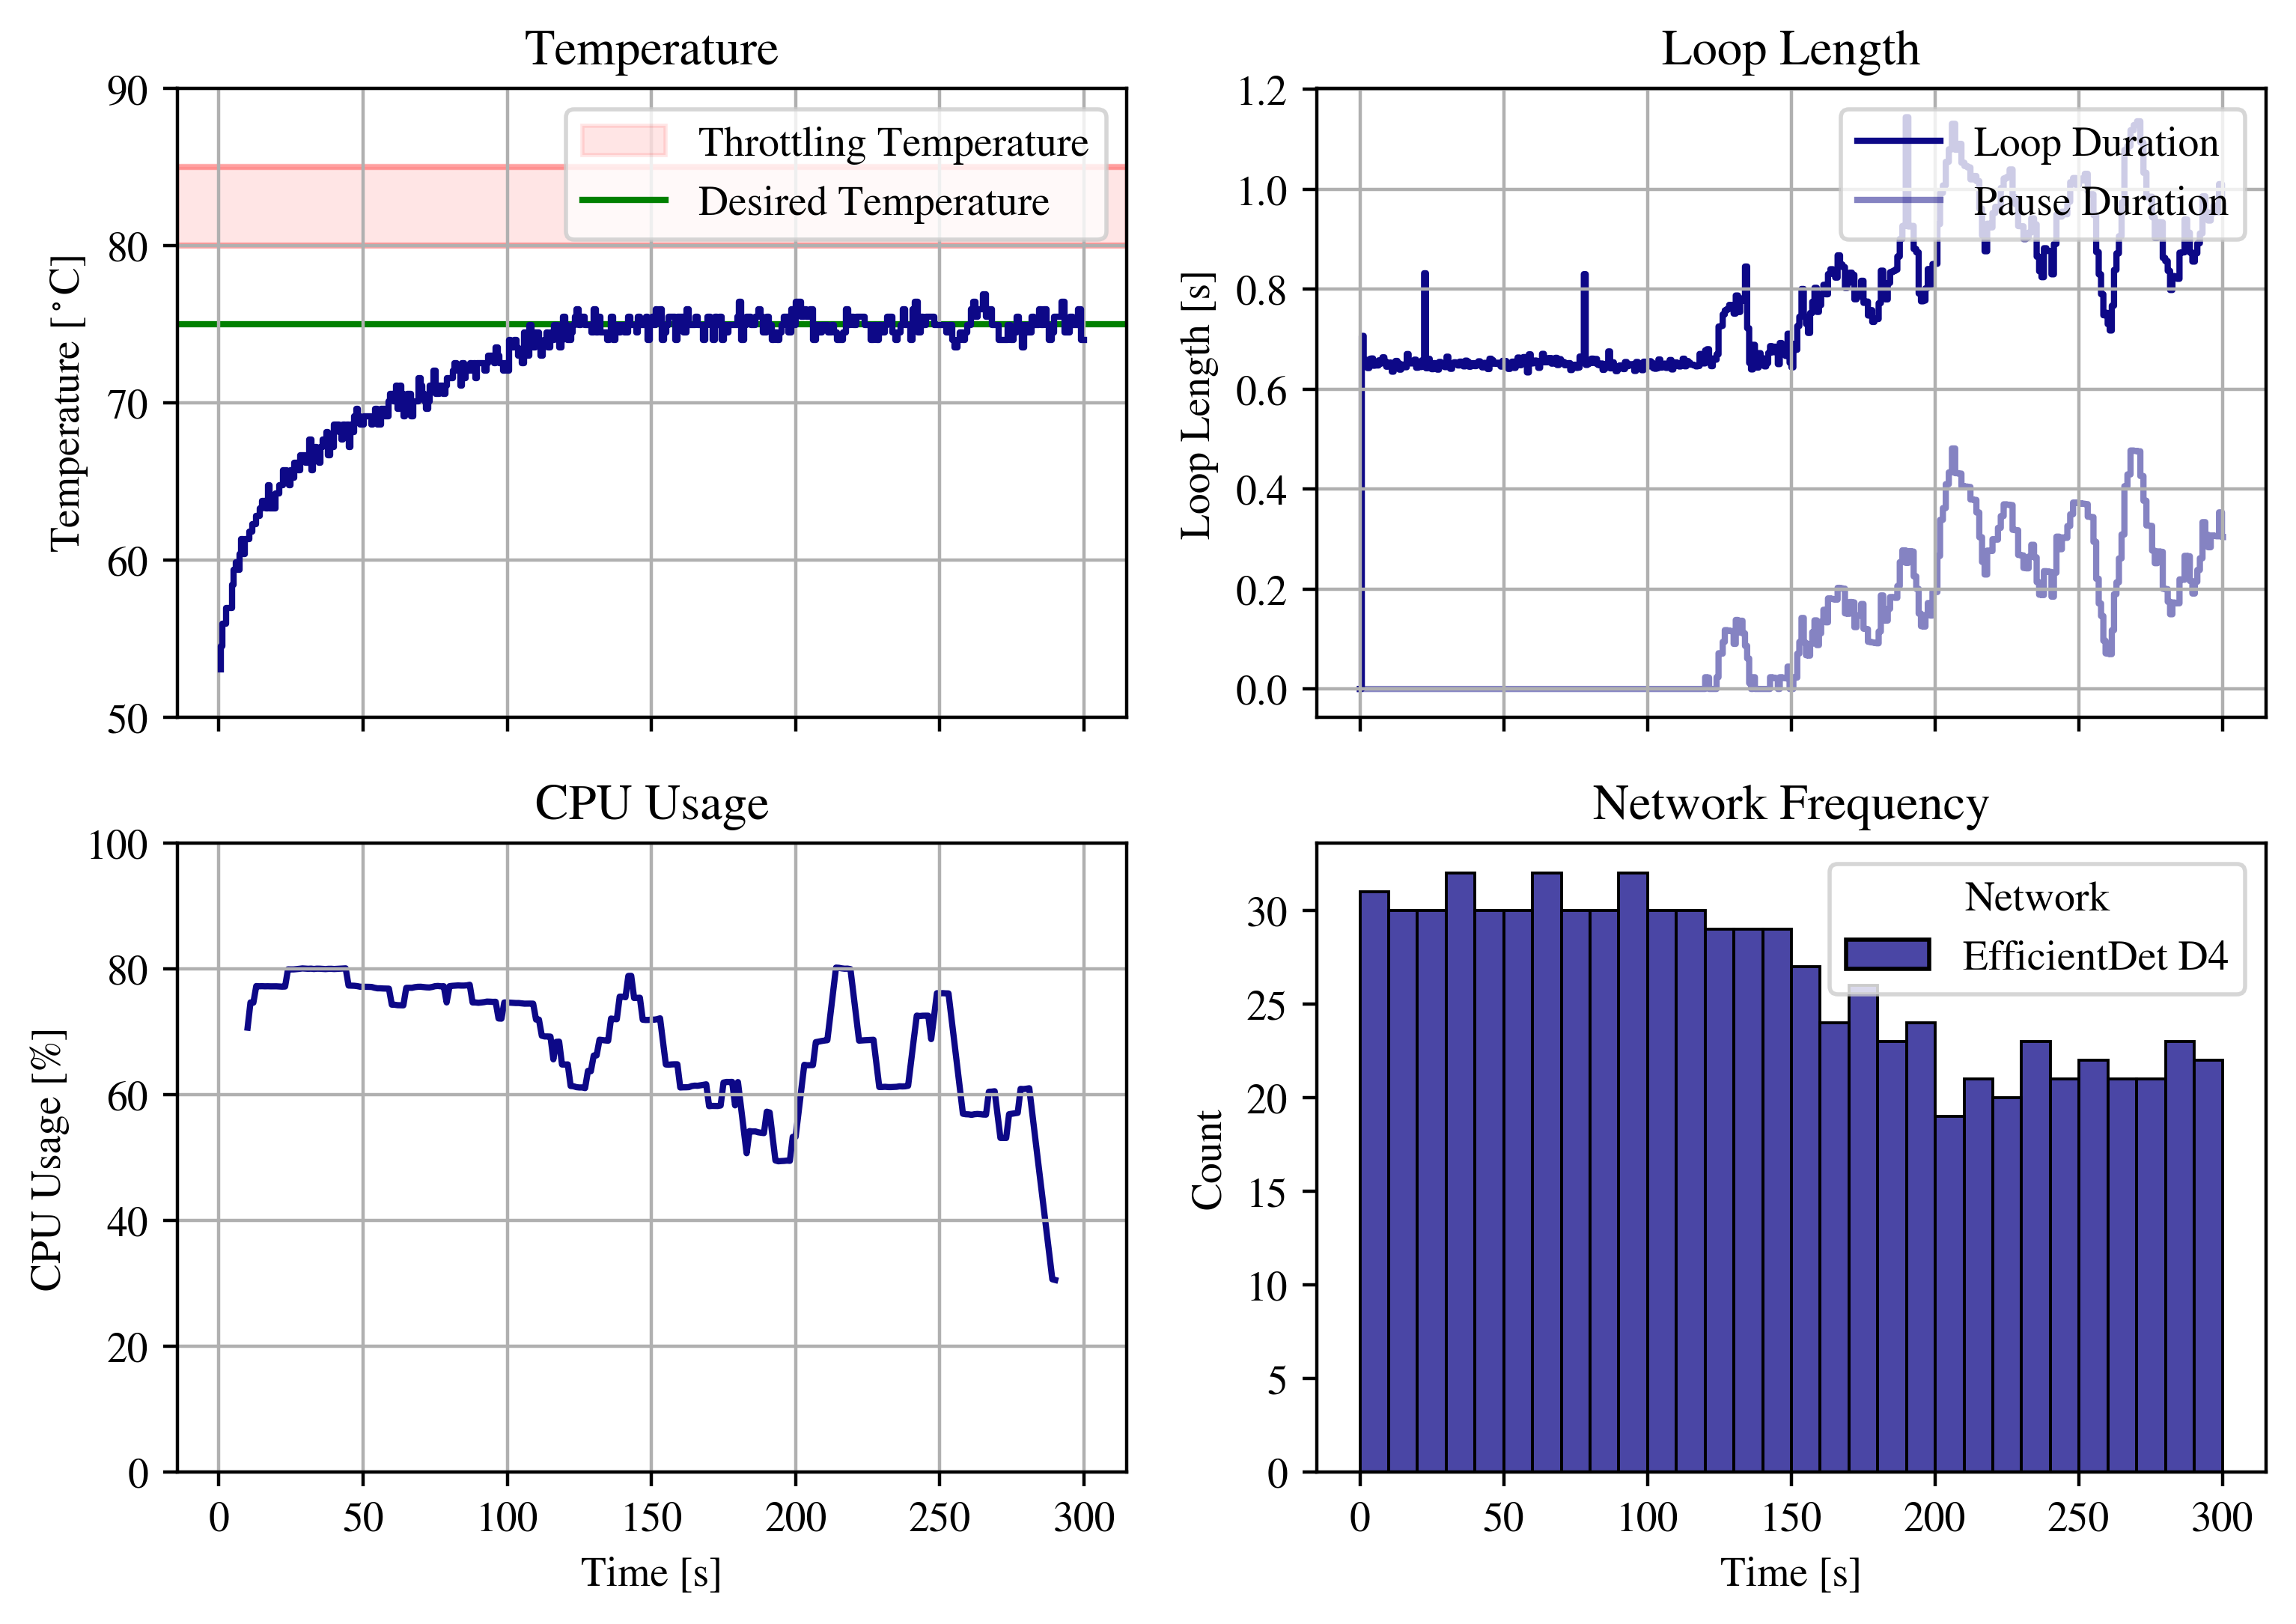 Temperature
90
80
70
60
50
Temperature [°C]
Throttling Temperature
Desired Temperature
Loop Length
1.2
1.0
0.8
0.6
0.4
0.2
0.0
Loop Length [s]
Loop Duration
Pause Duration
CPU Usage
100
80
60
40
20
0
CPU Usage [%]
0 50 100 150 200 250 300
Time [s]
Network Frequency
30
25
20
15
10
5
0
Count
Network
EfficientDet D4
0 50 100 150 200 250 300
Time [s]